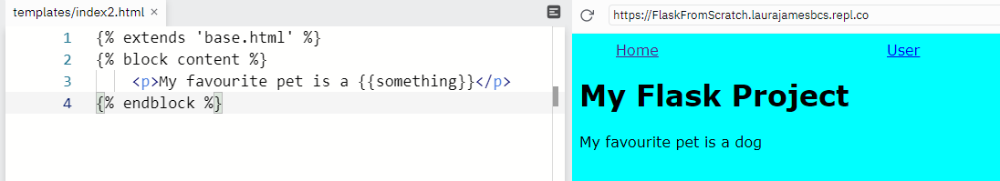 templates/index2.html ×
1 {% extends 'base.html' %}
2 {% block content %}
3 <p>My favourite pet is a {{something}}</p>
4 {% endblock %}
https://FlaskFromScratch.laurajamesbcs.repl.co
Home User
My Flask Project
My favourite pet is a dog